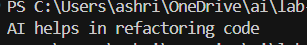 PS C:\Users\ashri\OneDrive\ai\lab-
AI helps in refactoring code